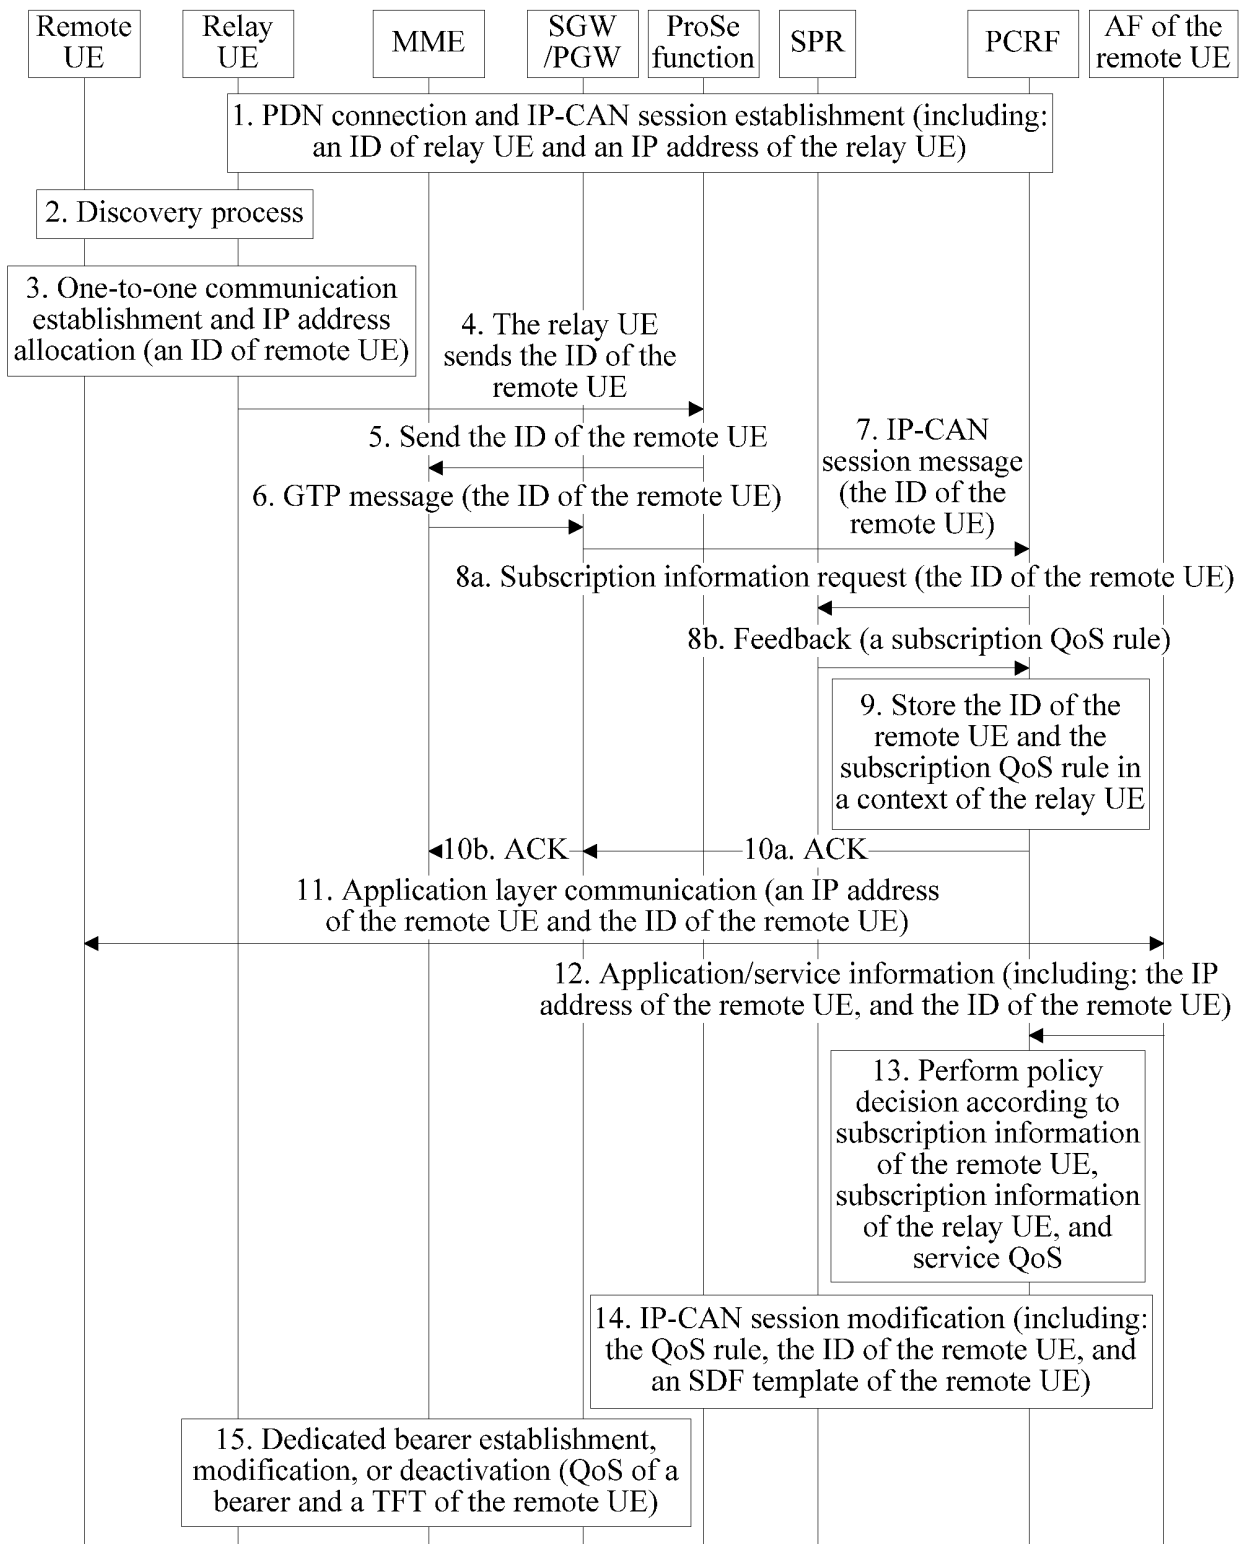 Remote
UE
Relay
UE
MME
SGW
/PGW
ProSe
function
SPR
PCRF
AF of the
remote UE
1. PDN connection and IP-CAN session establishment (including:
an ID of relay UE and an IP address of the relay UE)
2. Discovery process
3. One-to-one communication
establishment and IP address
allocation (an ID of remote UE)
4. The relay UE
sends the ID of the
remote UE
5. Send the ID of the remote UE
6. GTP message (the ID of the remote UE)
7. IP-CAN
session message
(the ID of the
remote UE)
8a. Subscription information request (the ID of the remote UE)
8b. Feedback (a subscription QoS rule)
9. Store the ID of the
remote UE and the
subscription QoS rule in
a context of the relay UE
10b. ACK
10a. ACK
11. Application layer communication (an IP address
of the remote UE and the ID of the remote UE)
12. Application/service information (including: the IP
address of the remote UE, and the ID of the remote UE)
13. Perform policy
decision according to
subscription information
of the remote UE,
subscription information
of the relay UE, and
service QoS
14. IP-CAN session modification (including:
the QoS rule, the ID of the remote UE, and
an SDF template of the remote UE)
15. Dedicated bearer establishment,
modification, or deactivation (QoS of a
bearer and a TFT of the remote UE)